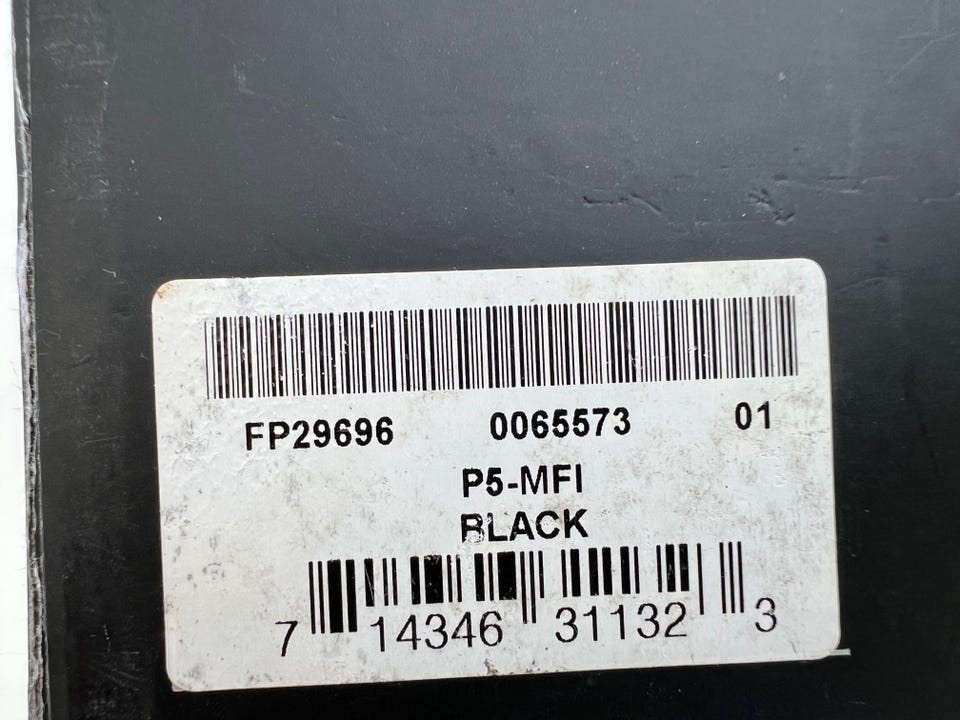 FP29696 0065573 01
P5-MFI
BLACK
7 14346 31132 3